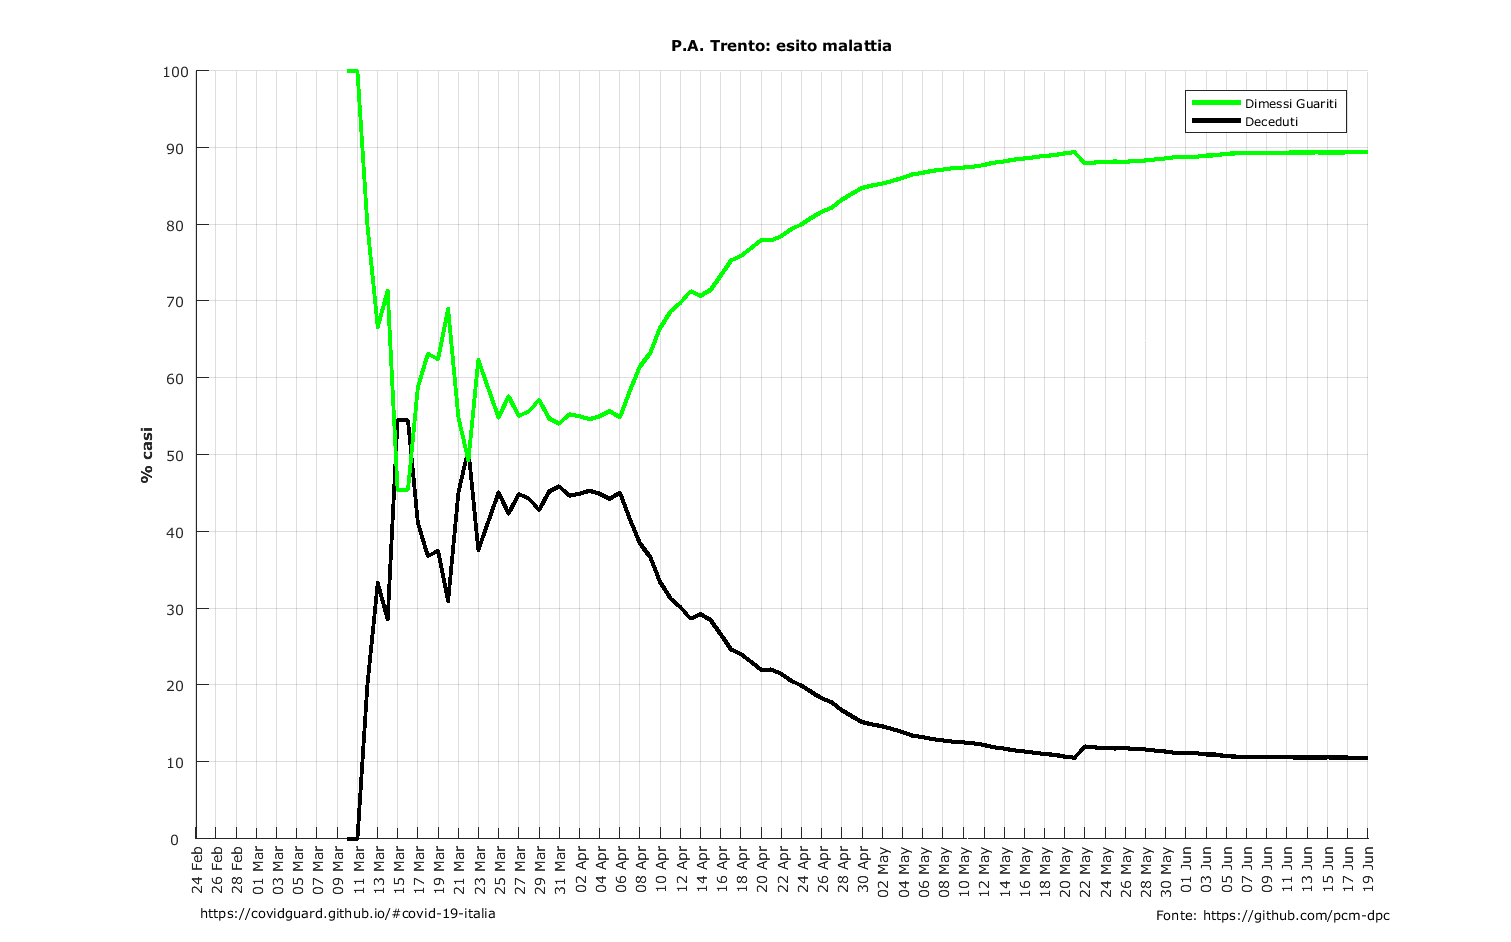 P.A. Trento: esito malattia
Dimessi Guariti
Deceduti
% casi
100
90
80
70
60
50
40
30
20
10
0
24 Feb
26 Feb
28 Feb
01 Mar
03 Mar
05 Mar
07 Mar
09 Mar
11 Mar
13 Mar
15 Mar
17 Mar
19 Mar
21 Mar
23 Mar
25 Mar
27 Mar
29 Mar
31 Mar
02 Apr
04 Apr
06 Apr
08 Apr
10 Apr
12 Apr
14 Apr
16 Apr
18 Apr
20 Apr
22 Apr
24 Apr
26 Apr
28 Apr
30 Apr
02 May
04 May
06 May
08 May
10 May
12 May
14 May
16 May
18 May
20 May
22 May
24 May
26 May
28 May
30 May
01 Jun
03 Jun
05 Jun
07 Jun
09 Jun
11 Jun
13 Jun
15 Jun
17 Jun
19 Jun
https://covidguard.github.io/#covid-19-italia
Fonte: https://github.com/pcm-dpc